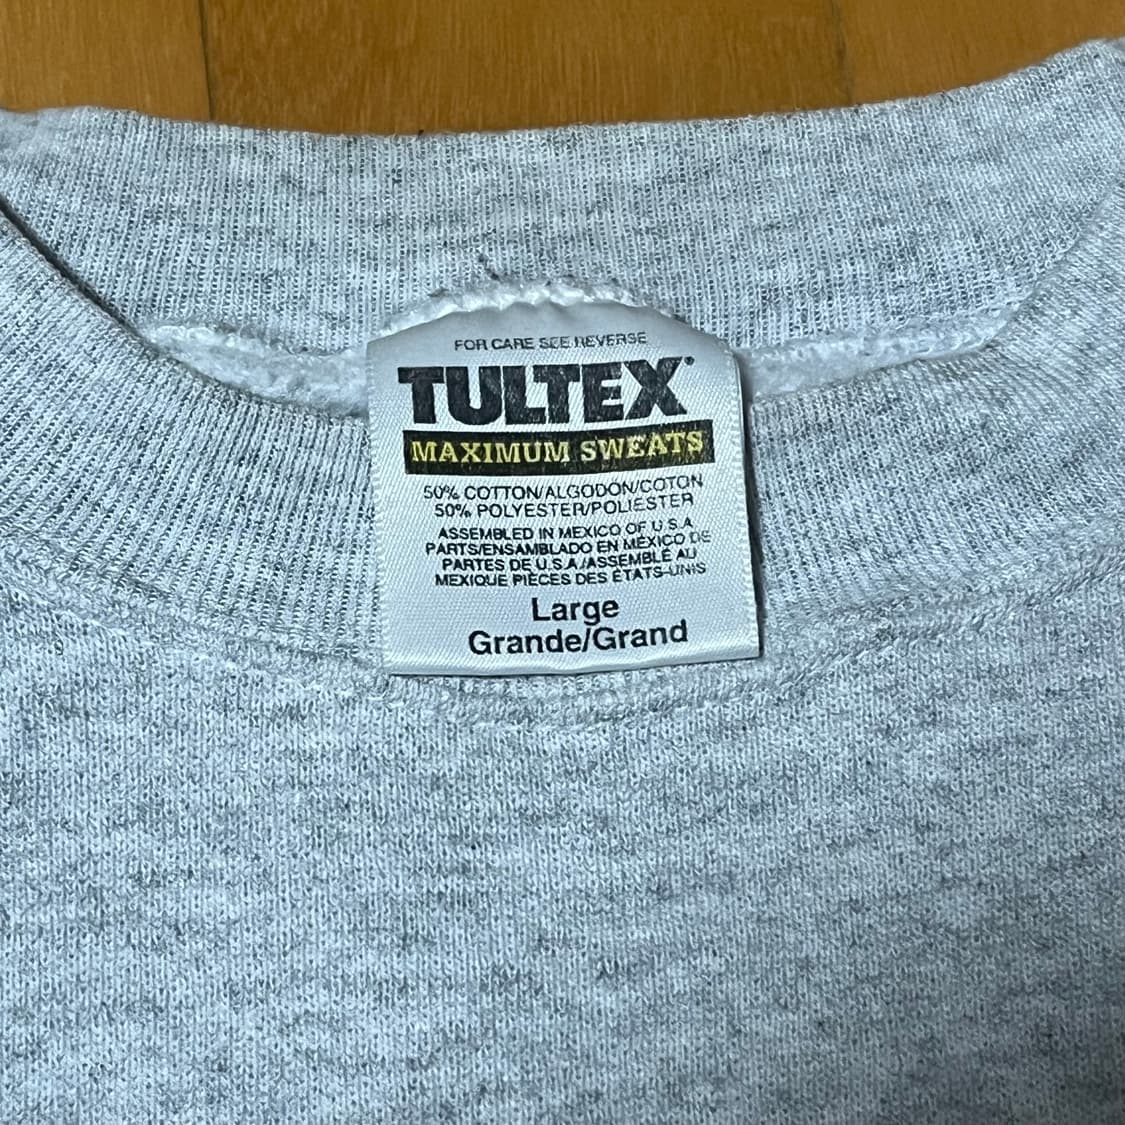 FOR CARE SEE REVERSE
TULTEX®
MAXIMUM SWEATS
50% COTTON/ALGODON/COTON
50% POLYESTER/POLIESTER
ASSEMBLED IN MEXICO OF U.S.A.
PARTS/ENSAMBLADO EN MÉXICO DE
PARTES DE U.S.A./ASSEMBLÉ AU
MEXIQUE PIÈCES DES ÉTATS-UNIS
Large
Grande/Grand